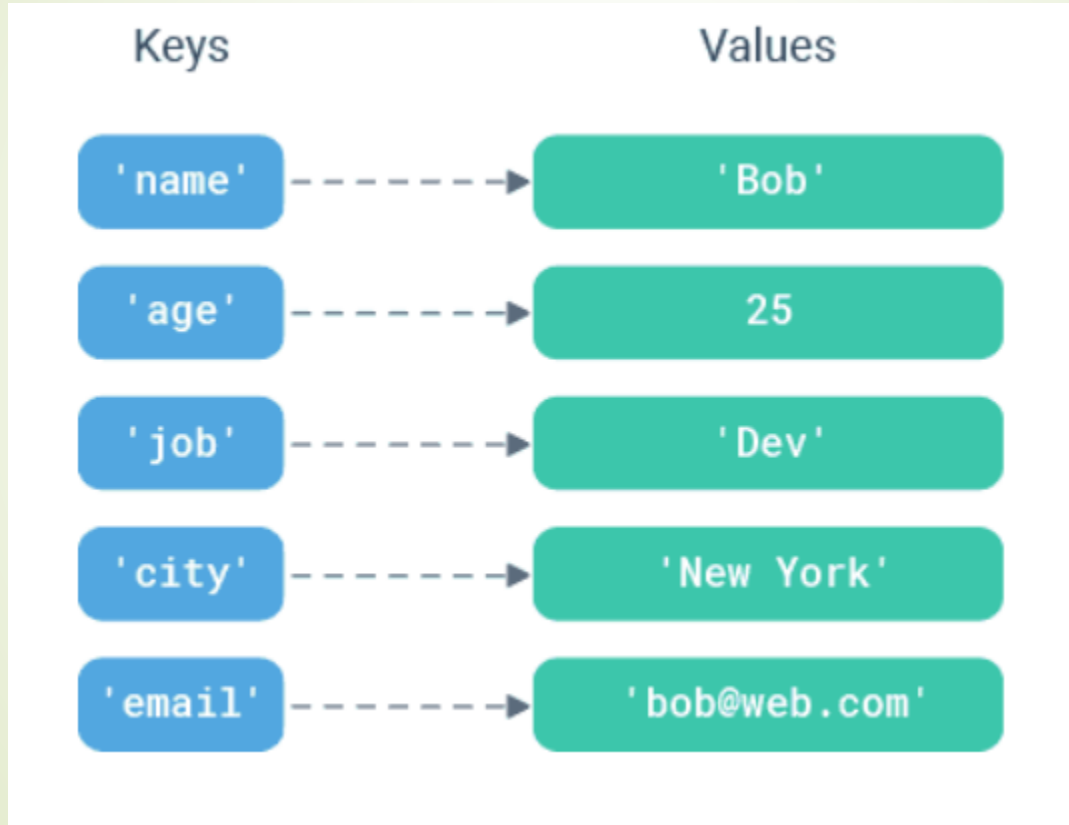 Keys Values
'name' 'Bob'
'age' 25
'job' 'Dev'
'city' 'New York'
'email' 'bob@web.com'